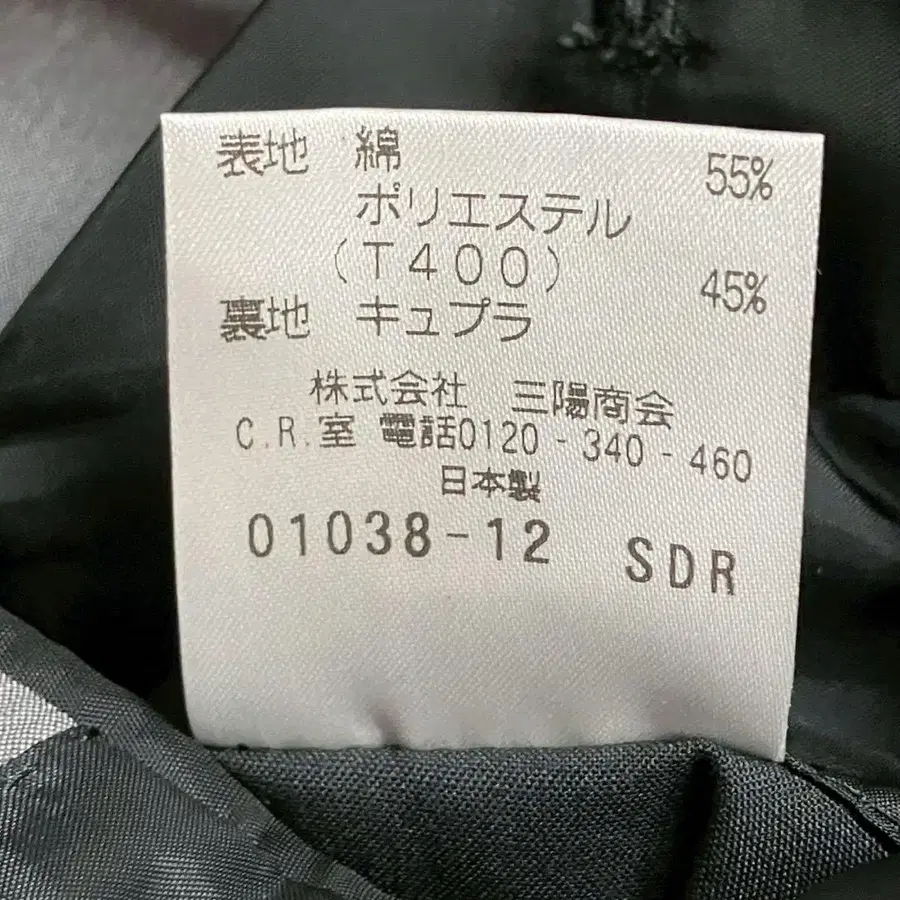 表地 綿 55%
ポリエステル
(T400) 45%
裏地 キュプラ
株式会社 三陽商会
C.R.室 電話0120-340-460
日本製
01038-12 SDR